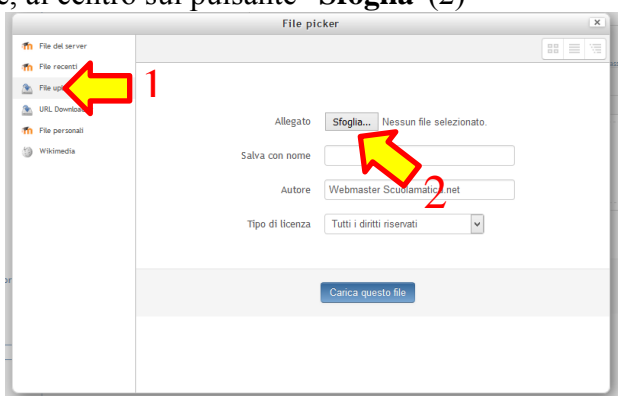 e, al centro sul pulsante "Sfoglia" (2)
File picker
File del server
File recenti
File
URL
File personali
Wikimedia
1
Allegato Sfoglia... Nessun file selezionato.
Salva con nome
Autore Webmaster Scuolamatica.net
2
Tipo di licenza Tutti i diritti riservati
Carica questo file